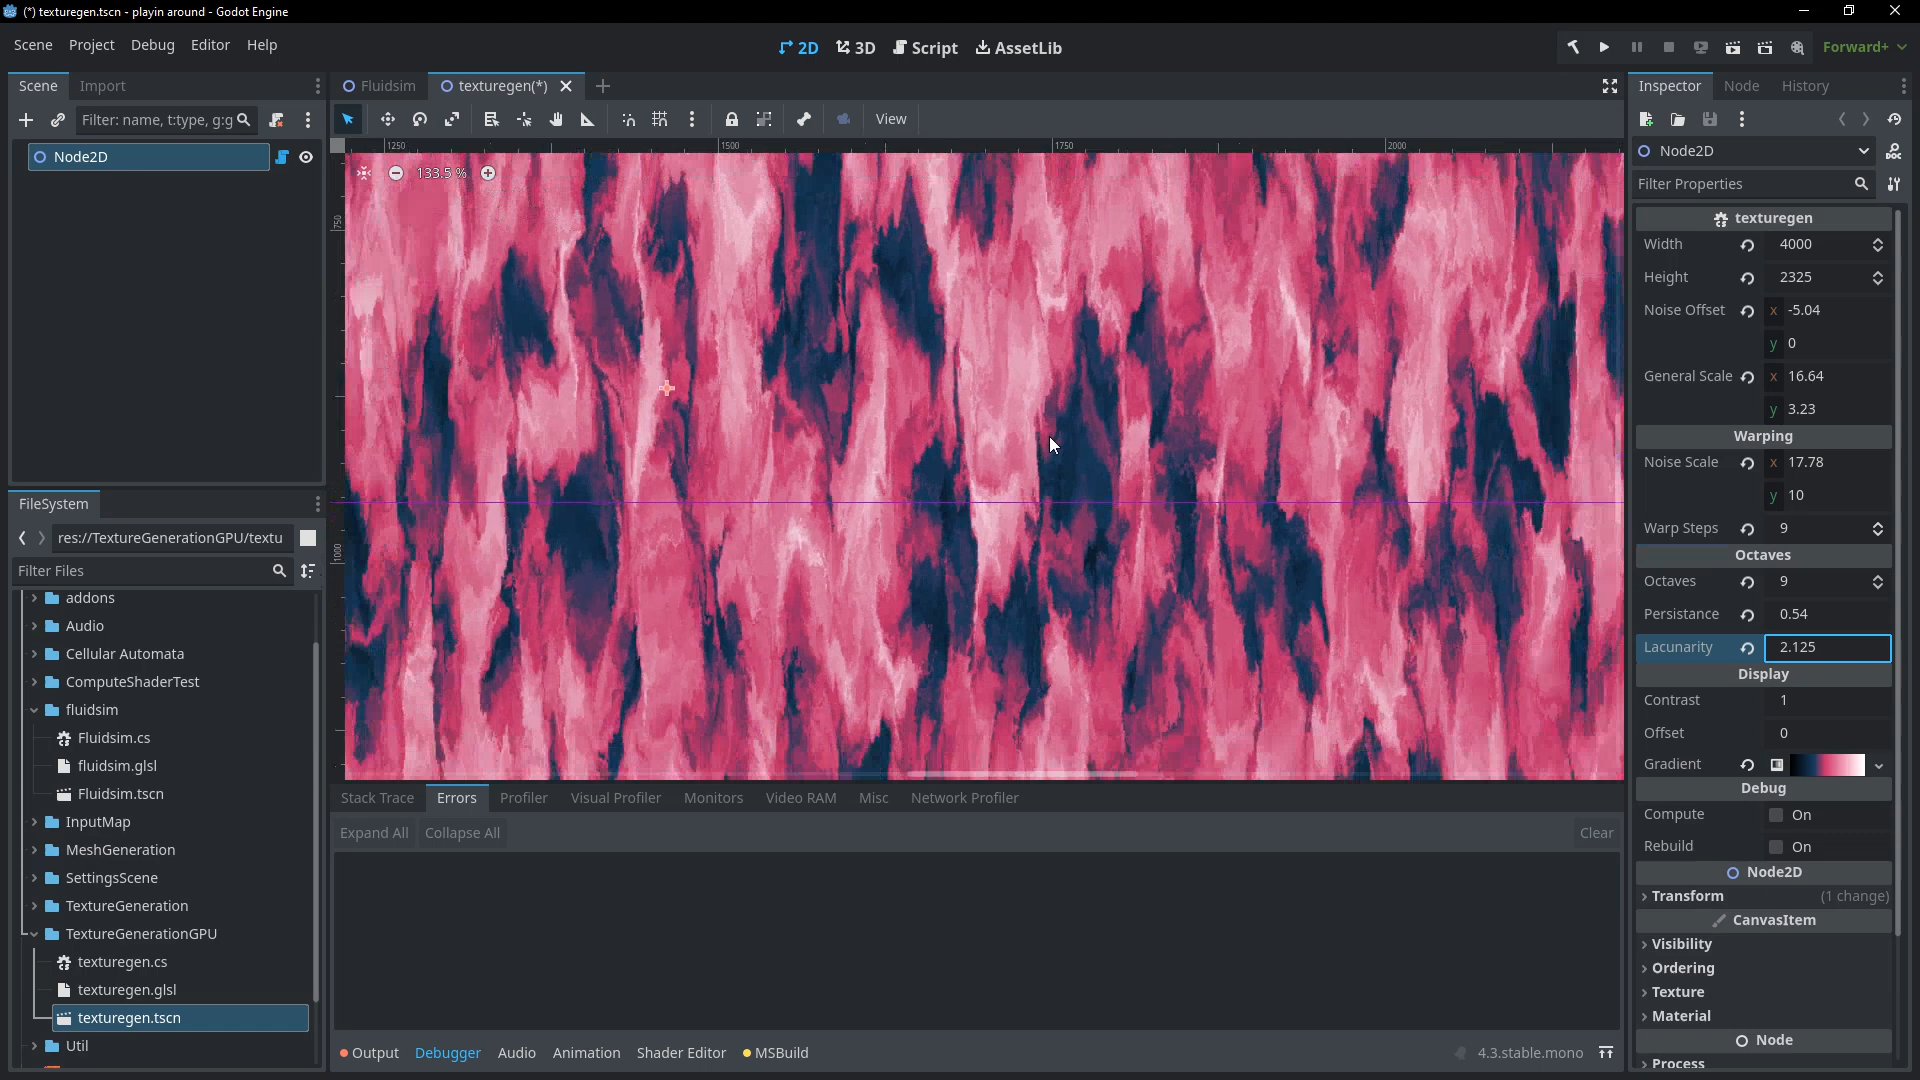 (*) texturegen.tscn - playin around - Godot Engine
Scene Project Debug Editor Help
2D 3D Script AssetLib
Forward+
Scene Import
Filter: name, t:type, g:g
Node2D
FileSystem
res://TextureGenerationGPU/textu
Filter Files
addons
Audio
Cellular Automata
ComputeShaderTest
fluidsim
Fluidsim.cs
fluidsim.glsl
Fluidsim.tscn
InputMap
MeshGeneration
SettingsScene
TextureGeneration
TextureGenerationGPU
texturegen.cs
texturegen.glsl
texturegen.tscn
Util
Fluidsim texturegen(*)
View
1250 1500 1750 2000
133.5 %
750
1000
Stack Trace Errors Profiler Visual Profiler Monitors Video RAM Misc Network Profiler
Expand All Collapse All Clear
Output Debugger Audio Animation Shader Editor MSBuild 4.3.stable.mono
Inspector Node History
Node2D
DOC
Filter Properties
texturegen
Width 4000
Height 2325
Noise Offset x -5.04
y 0
General Scale x 16.64
y 3.23
Warping
Noise Scale x 17.78
y 10
Warp Steps 9
Octaves
Octaves 9
Persistance 0.54
Lacunarity 2.125
Display
Contrast 1
Offset 0
Gradient
Debug
Compute On
Rebuild On
Node2D
Transform (1 change)
CanvasItem
Visibility
Ordering
Texture
Material
Node
Process